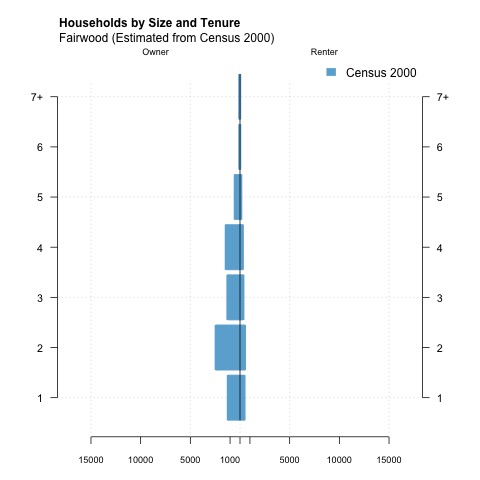 Households by Size and Tenure
Fairwood (Estimated from Census 2000)
Owner Renter
Census 2000
7+ 7+
6 6
5 5
4 4
3 3
2 2
1 1
15000 10000 5000 1000 5000 10000 15000